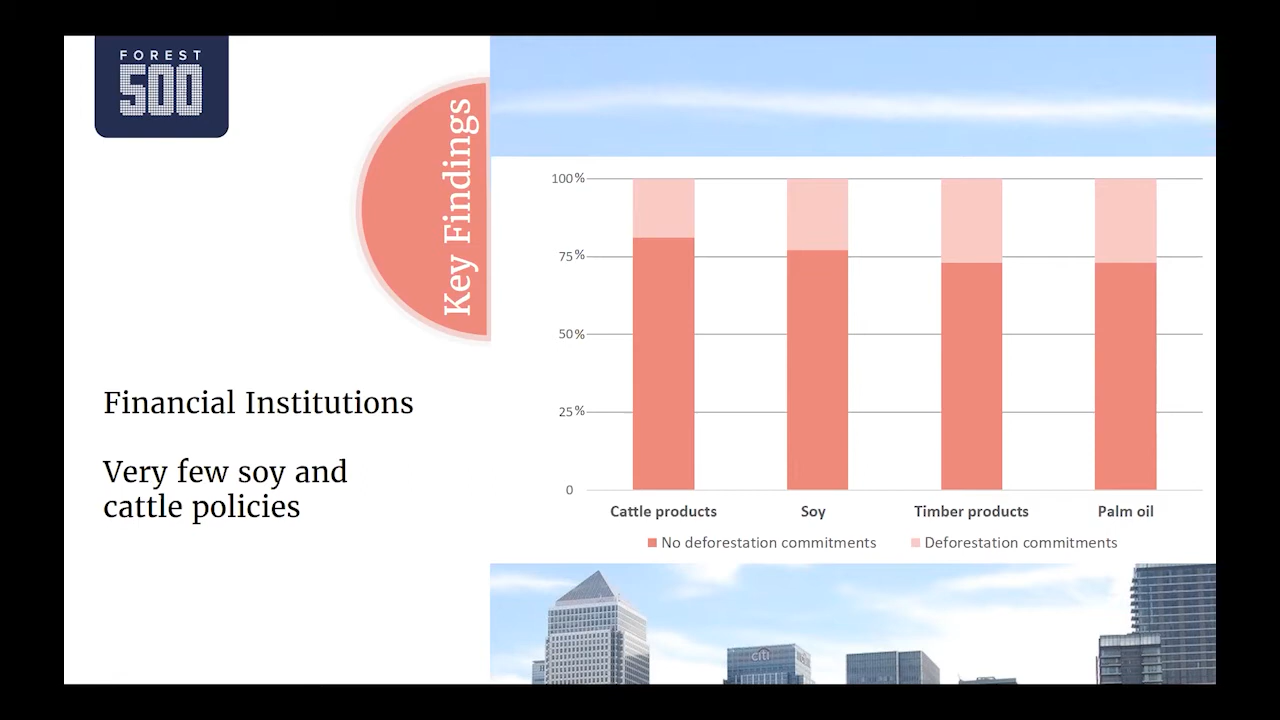 FOREST
500
Key Findings
Financial Institutions
Very few soy and
cattle policies
100%
75%
50%
25%
0
Cattle products
Soy
Timber products
Palm oil
No deforestation commitments
Deforestation commitments
citi